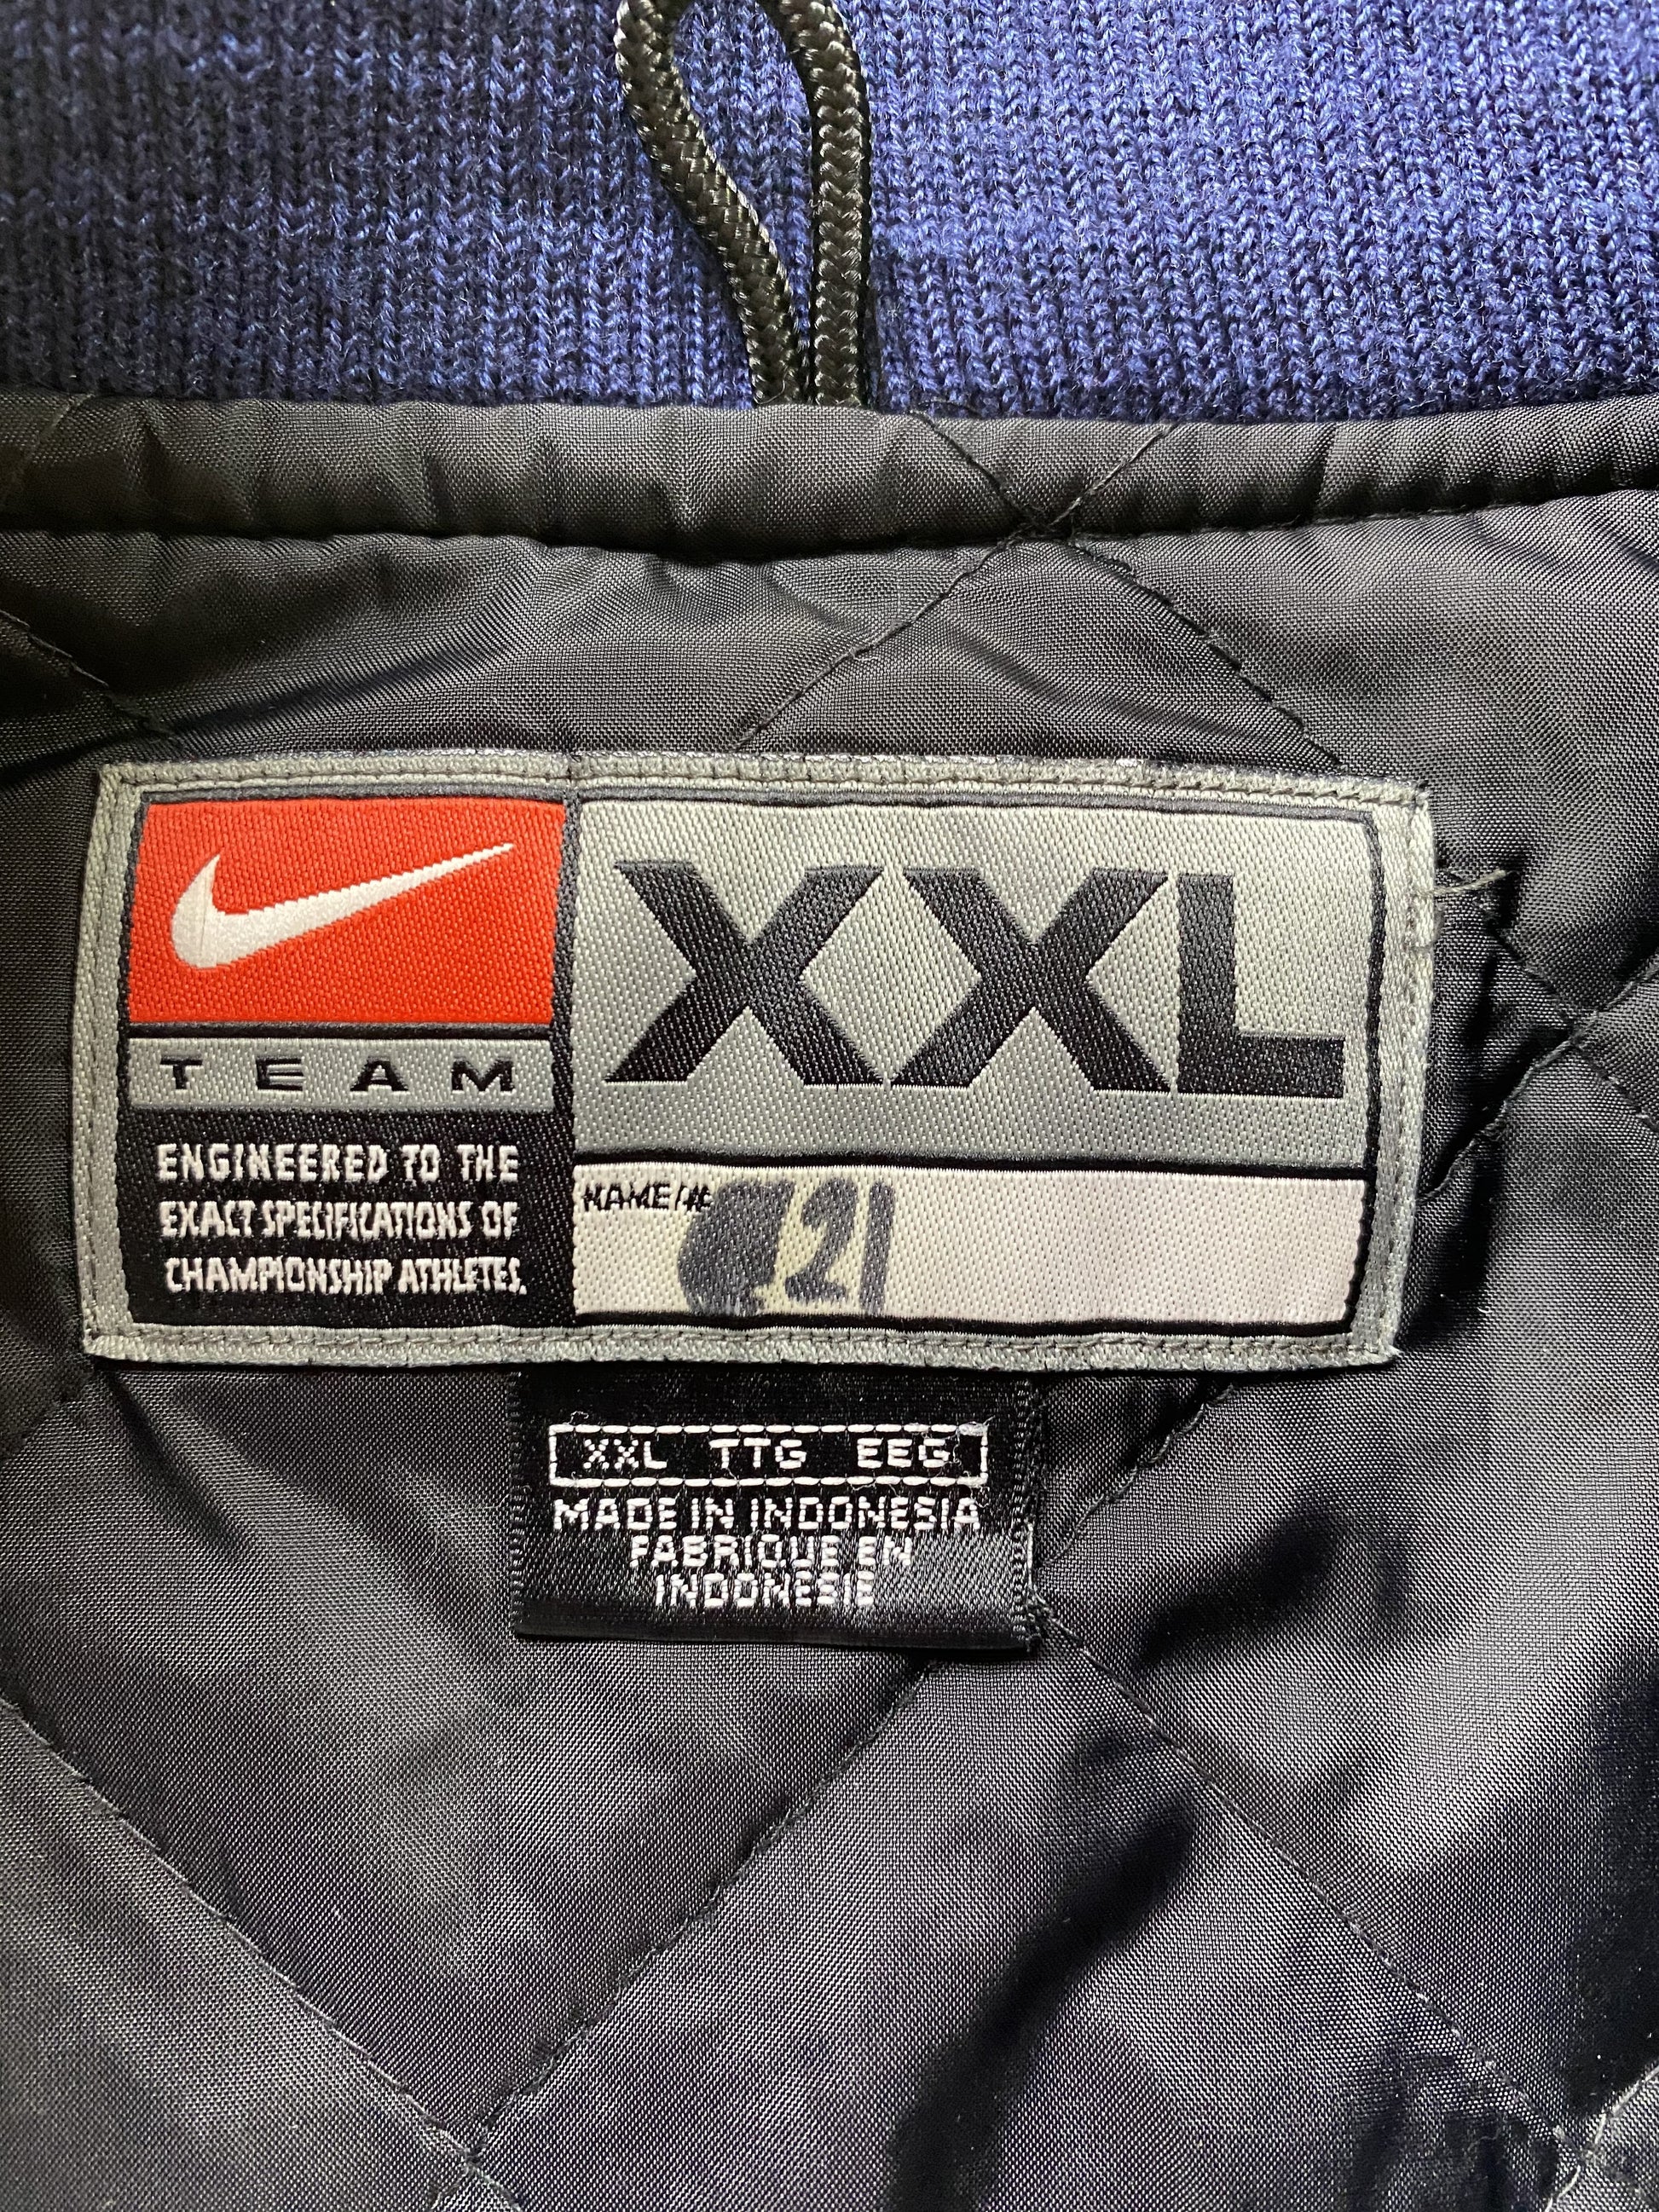 XXL
TEAM
ENGINEERED TO THE
EXACT SPECIFICATIONS OF
CHAMPIONSHIP ATHLETES.
NAME/#
21
XXL TTG EEG
MADE IN INDONESIA
FABRIQUE EN
INDONESIE